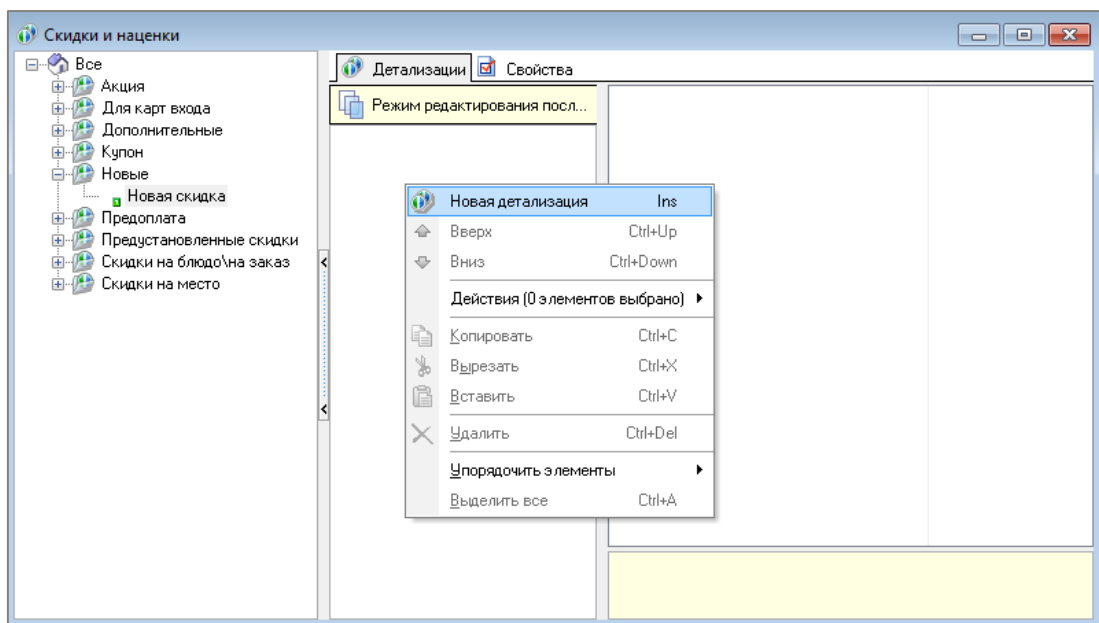 Скидки и наценки
Все
Акция
Для карт входа
Дополнительные
Купон
Новые
Новая скидка
Предоплата
Предустановленные скидки
Скидки на блюдо\на заказ
Скидки на место
Детализации Свойства
Режим редактирования посл...
Новая детализация Ins
Вверх Ctrl+Up
Вниз Ctrl+Down
Действия (0 элементов выбрано)
Копировать Ctrl+C
Вырезать Ctrl+X
Вставить Ctrl+V
Удалить Ctrl+Del
Упорядочить элементы
Выделить все Ctrl+A